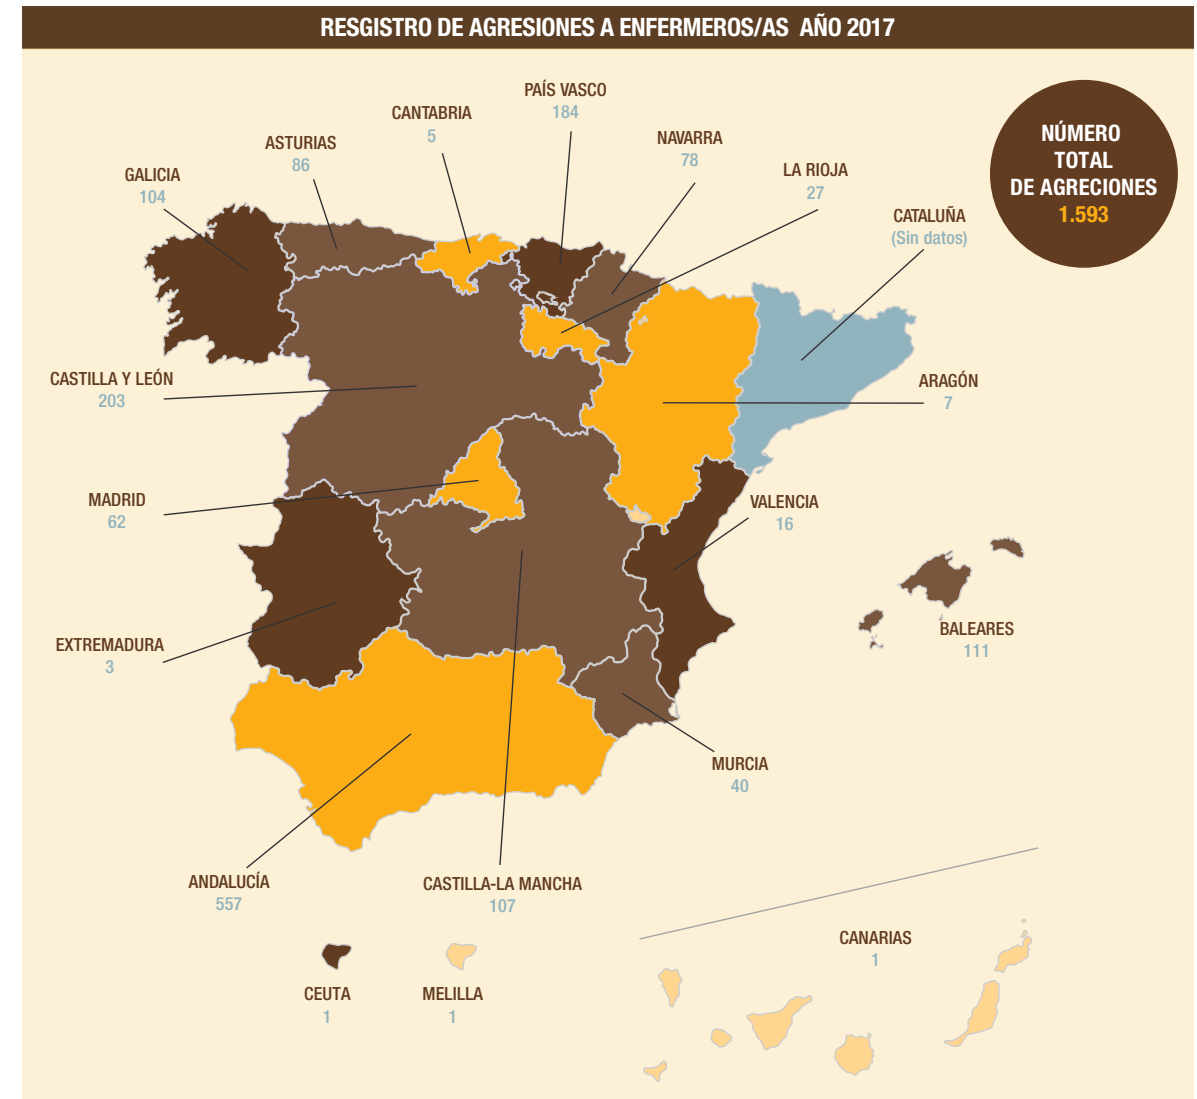 RESGISTRO DE AGRESIONES A ENFERMEROS/AS AÑO 2017
NÚMERO
TOTAL
DE AGRECIONES
1.593
PAÍS VASCO
184
CANTABRIA
5
ASTURIAS
86
NAVARRA
78
GALICIA
104
LA RIOJA
27
CATALUÑA
(Sin datos)
CASTILLA Y LEÓN
203
ARAGÓN
7
MADRID
62
VALENCIA
16
EXTREMADURA
3
BALEARES
111
MURCIA
40
ANDALUCÍA
557
CASTILLA-LA MANCHA
107
CANARIAS
1
CEUTA
1
MELILLA
1